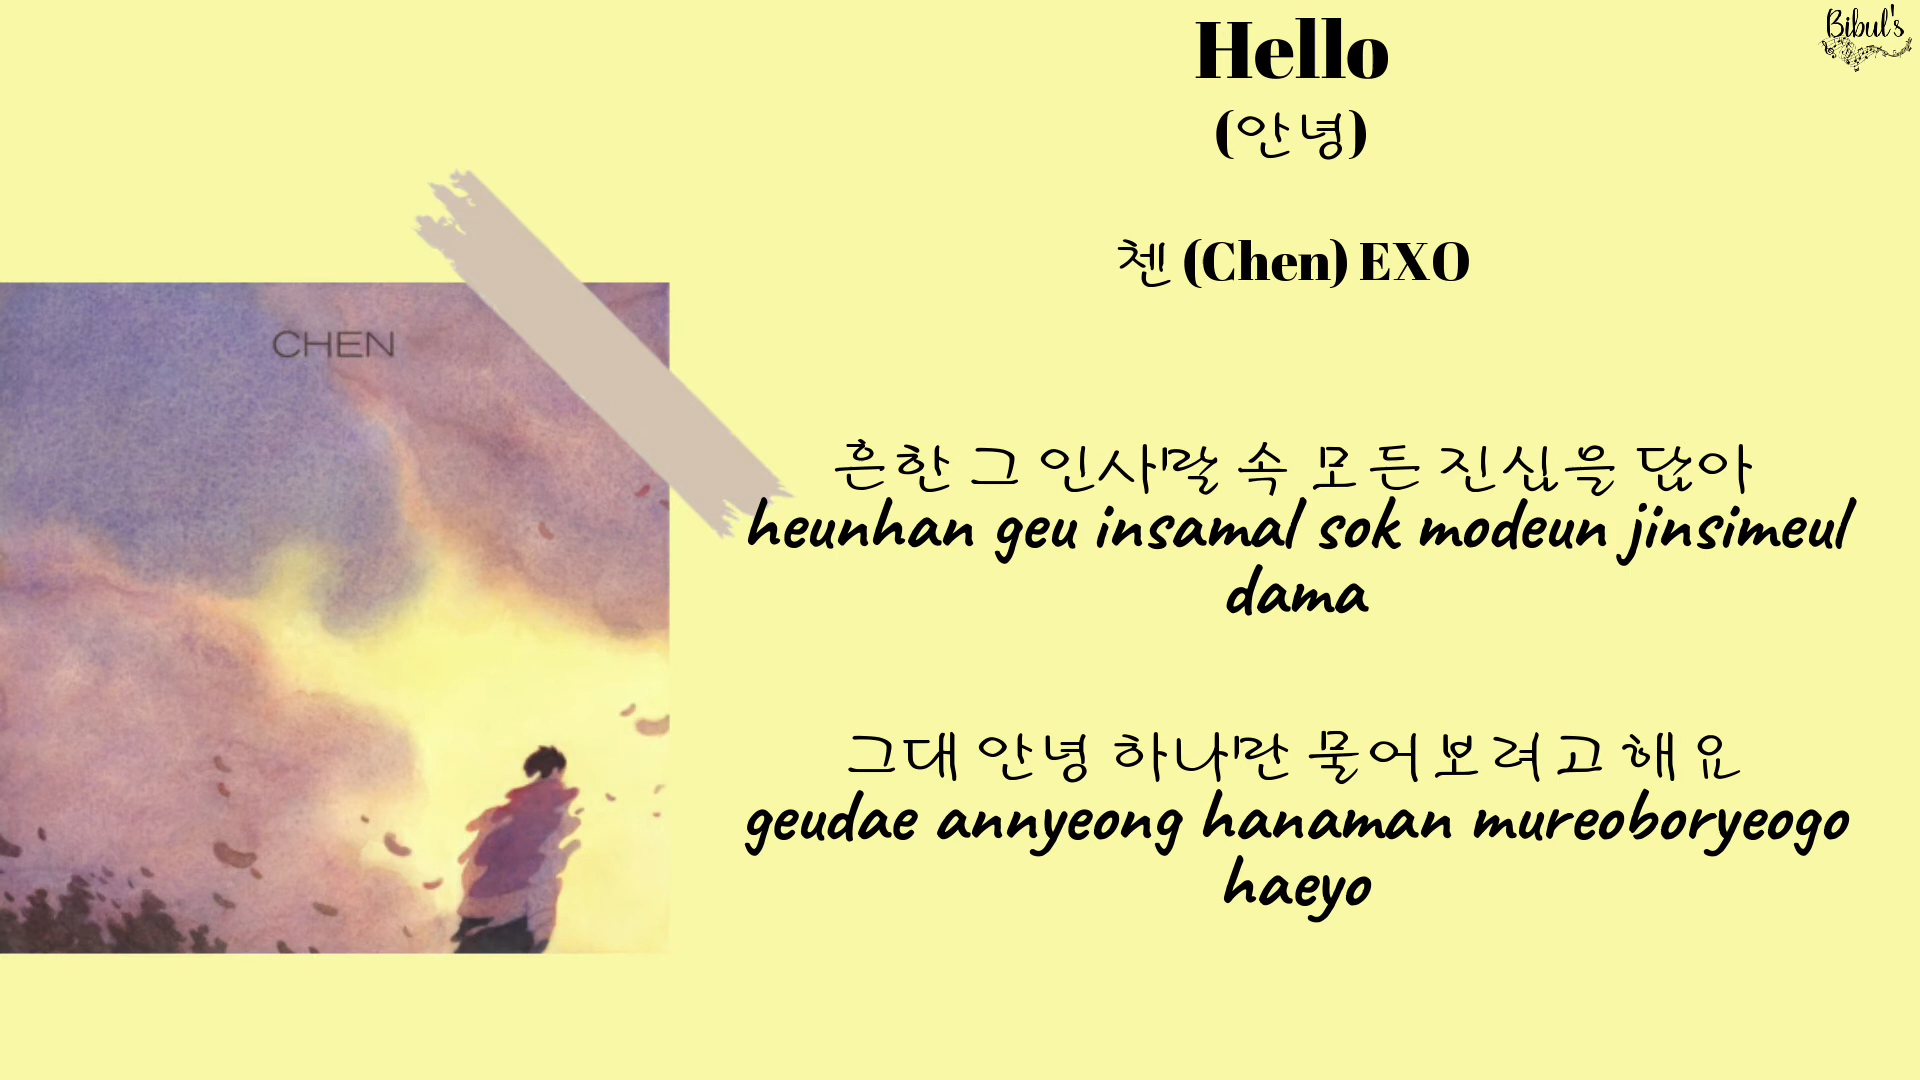 Bibul's
Hello
(안녕)
첸 (Chen) EXO
CHEN
흔한 그 인사말 속 모든 진심을 담아
heunhan geu insamal sok modeun jinsimeul
dama
그대 안녕 하나만 물어보려고 해요
geudae annyeong hanaman mureoboryeogo
haeyo